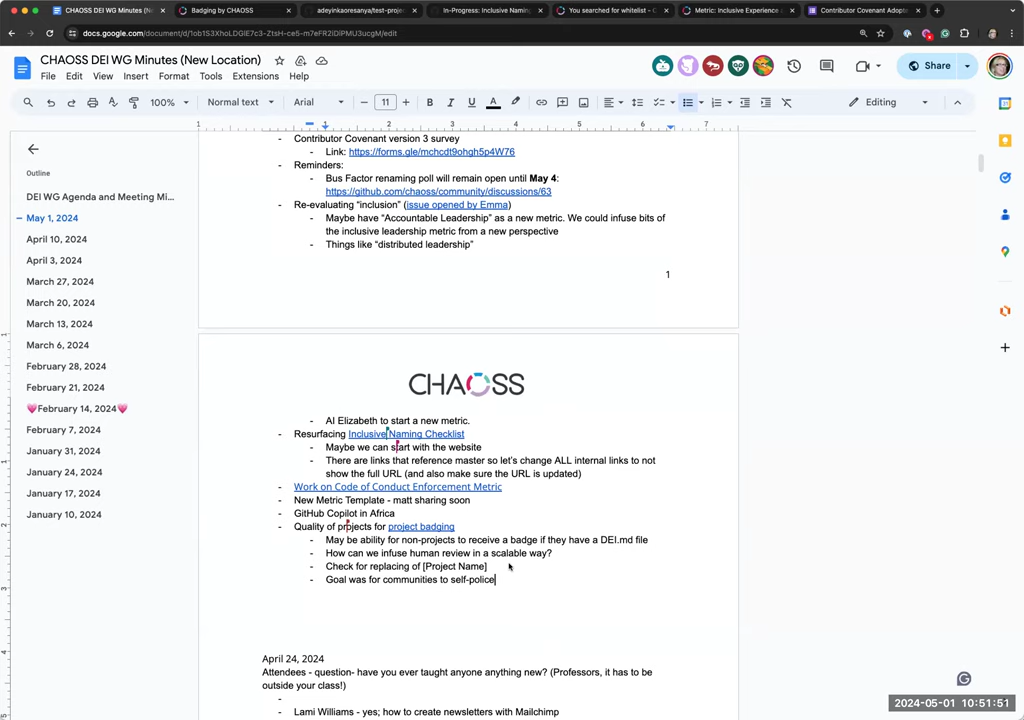 CHAOSS DEI WG Minutes (Ne
Badging by CHAOSS
adeyinkaoresanya/test-proje
In-Progress: Inclusive Namin
You searched for whitelist - C
Metric: Inclusive Experience
Contributor Covenant Adopt
docs.google.com/document/d/1ob1S3XhoLDGIE7c3-ZtsH-ce5-m7eFR2iDiPMU3ucgM/edit
CHAOSS DEI WG Minutes (New Location)
File Edit View Insert Format Tools Extensions Help
Share
100% Normal text Arial 11 Editing
1 1 2 3 4 5 6 7
Outline
DEI WG Agenda and Meeting Mi...
May 1, 2024
April 10, 2024
April 3, 2024
March 27, 2024
March 20, 2024
March 13, 2024
March 6, 2024
February 28, 2024
February 21, 2024
💗February 14, 2024💗
February 7, 2024
January 31, 2024
January 24, 2024
January 17, 2024
January 10, 2024
- Contributor Covenant version 3 survey
- Link: https://forms.gle/mchcdt9ohgh5p4W76
- Reminders:
- Bus Factor renaming poll will remain open until May 4:
https://github.com/chaoss/community/discussions/63
- Re-evaluating “inclusion” (issue opened by Emma)
- Maybe have “Accountable Leadership” as a new metric. We could infuse bits of
the inclusive leadership metric from a new perspective
- Things like “distributed leadership”
1
CHAOSS
- AI Elizabeth to start a new metric.
- Resurfacing Inclusive Naming Checklist
- Maybe we can start with the website
- There are links that reference master so let’s change ALL internal links to not
show the full URL (and also make sure the URL is updated)
- Work on Code of Conduct Enforcement Metric
- New Metric Template - matt sharing soon
- GitHub Copilot in Africa
- Quality of projects for project badging
- May be ability for non-projects to receive a badge if they have a DEI.md file
- How can we infuse human review in a scalable way?
- Check for replacing of [Project Name]
- Goal was for communities to self-police
April 24, 2024
Attendees - question- have you ever taught anyone anything new? (Professors, it has to be
outside your class!)
-
- Lami Williams - yes; how to create newsletters with Mailchimp
2024-05-01 10:51:51